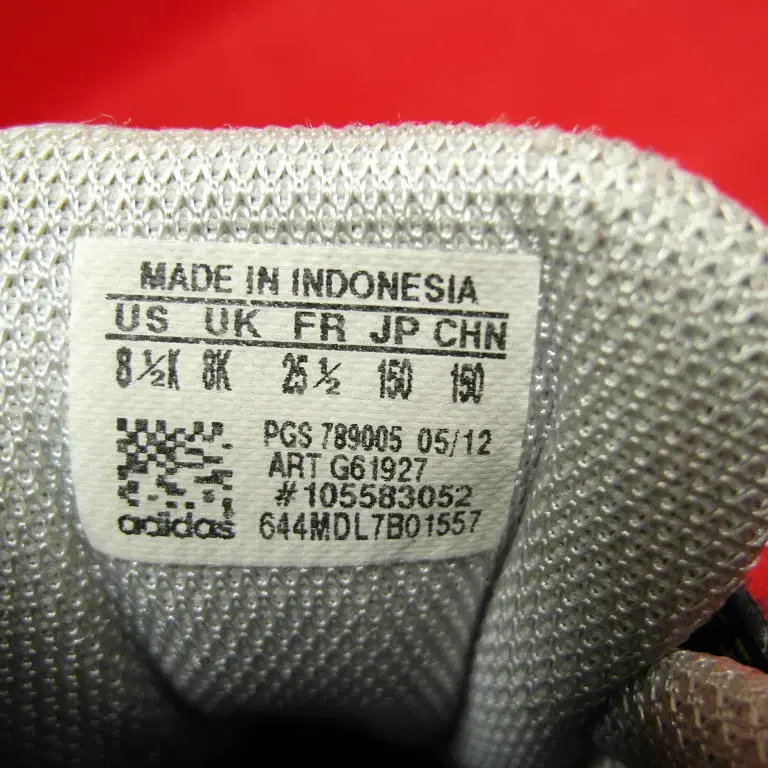 MADE IN INDONESIA
US UK FR JP CHN
8 ½K 8K 25 ½ 150 150
PGS 789005 05/12
ART G61927
#105583052
adidas 644MDL7B01557